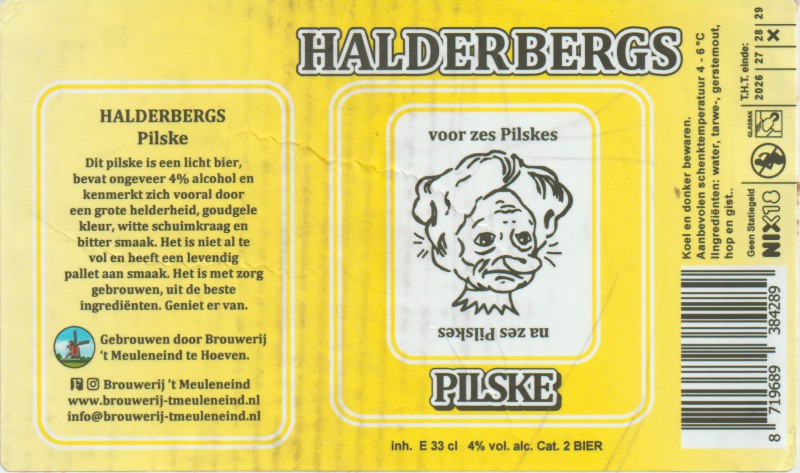 HALDERBERGS
HALDERBERGS
Pilske
Dit pilske is een licht bier,
bevat ongeveer 4% alcohol en
kenmerkt zich vooral door
een grote helderheid, goudgele
kleur, witte schuimkraag en
bitter smaak. Het is niet al te
vol en heeft een levendig
pallet aan smaak. Het is met zorg
gebrouwen, uit de beste
ingrediënten. Geniet er van.
Gebrouwen door Brouwerij
't Meuleneind te Hoeven.
Brouwerij 't Meuleneind
www.brouwerij-tmeuleneind.nl
info@brouwerij-tmeuleneind.nl
voor zes Pilskes
na zes Pilskes
PILSKE
inh. E 33 cl 4% vol. alc. Cat. 2 BIER
Koel en donker bewaren.
Aanbevolen schenktemperatuur 4 - 6 °C
Iingrediënten: water, tarwe-, gerstemout,
hop en gist..
Geen Statiegeld
NIX18
GLASBAK
T.H.T. einde:
2026 27 28 29
X
8 719689 384289